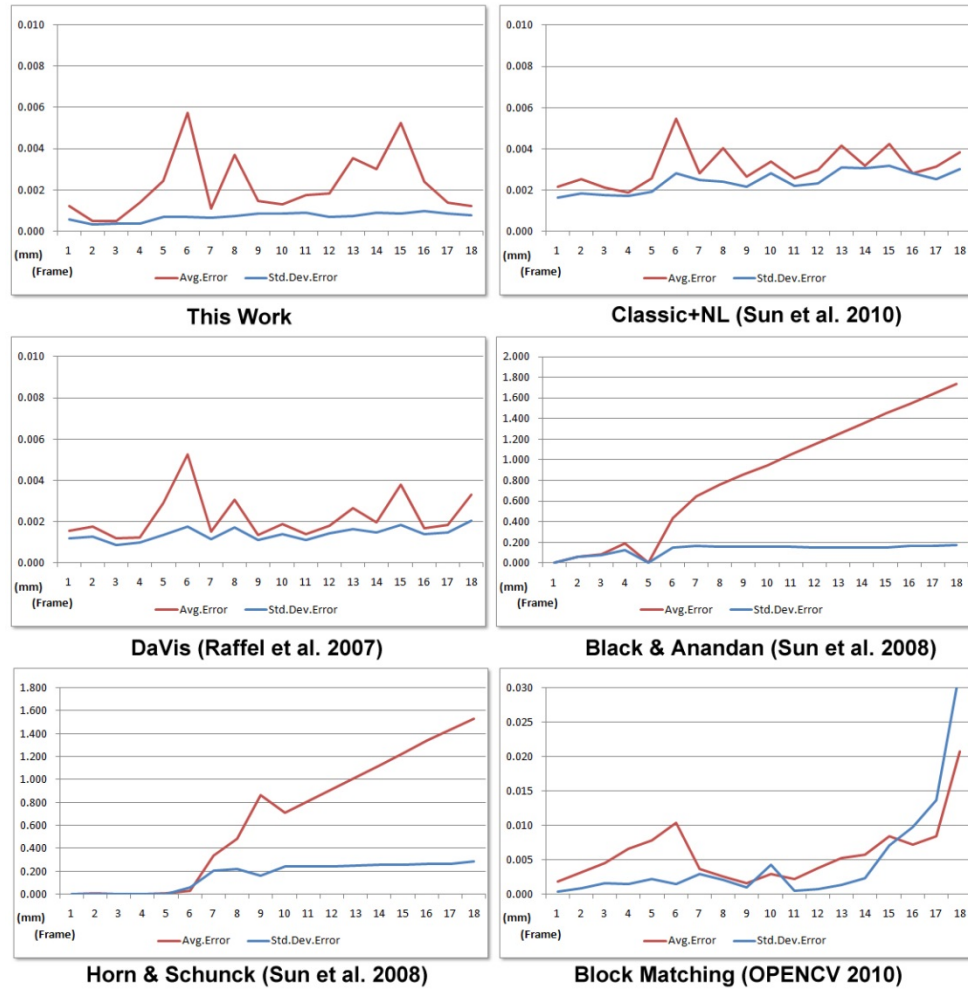 0.010
0.008
0.006
0.004
0.002
0.000
1 2 3 4 5 6 7 8 9 10 11 12 13 14 15 16 17 18
(mm)
(Frame)
Avg.Error Std.Dev.Error
This Work
0.010
0.008
0.006
0.004
0.002
0.000
1 2 3 4 5 6 7 8 9 10 11 12 13 14 15 16 17 18
(mm)
(Frame)
Avg.Error Std.Dev.Error
Classic+NL (Sun et al. 2010)
0.010
0.008
0.006
0.004
0.002
0.000
1 2 3 4 5 6 7 8 9 10 11 12 13 14 15 16 17 18
(mm)
(Frame)
Avg.Error Std.Dev.Error
DaVis (Raffel et al. 2007)
2.000
1.800
1.600
1.400
1.200
1.000
0.800
0.600
0.400
0.200
0.000
1 2 3 4 5 6 7 8 9 10 11 12 13 14 15 16 17 18
(mm)
(Frame)
Avg.Error Std.Dev.Error
Black & Anandan (Sun et al. 2008)
1.800
1.600
1.400
1.200
1.000
0.800
0.600
0.400
0.200
0.000
2 3 4 5 6 7 8 9 10 11 12 13 14 15 16 17 18
(mm)
(Frame)
Avg.Error Std.Dev.Error
Horn & Schunck (Sun et al. 2008)
0.030
0.025
0.020
0.015
0.010
0.005
0.000
1 2 3 4 5 6 7 8 9 10 11 12 13 14 15 16 17 18
(mm)
(Frame)
Avg.Error Std.Dev.Error
Block Matching (OPENCV 2010)